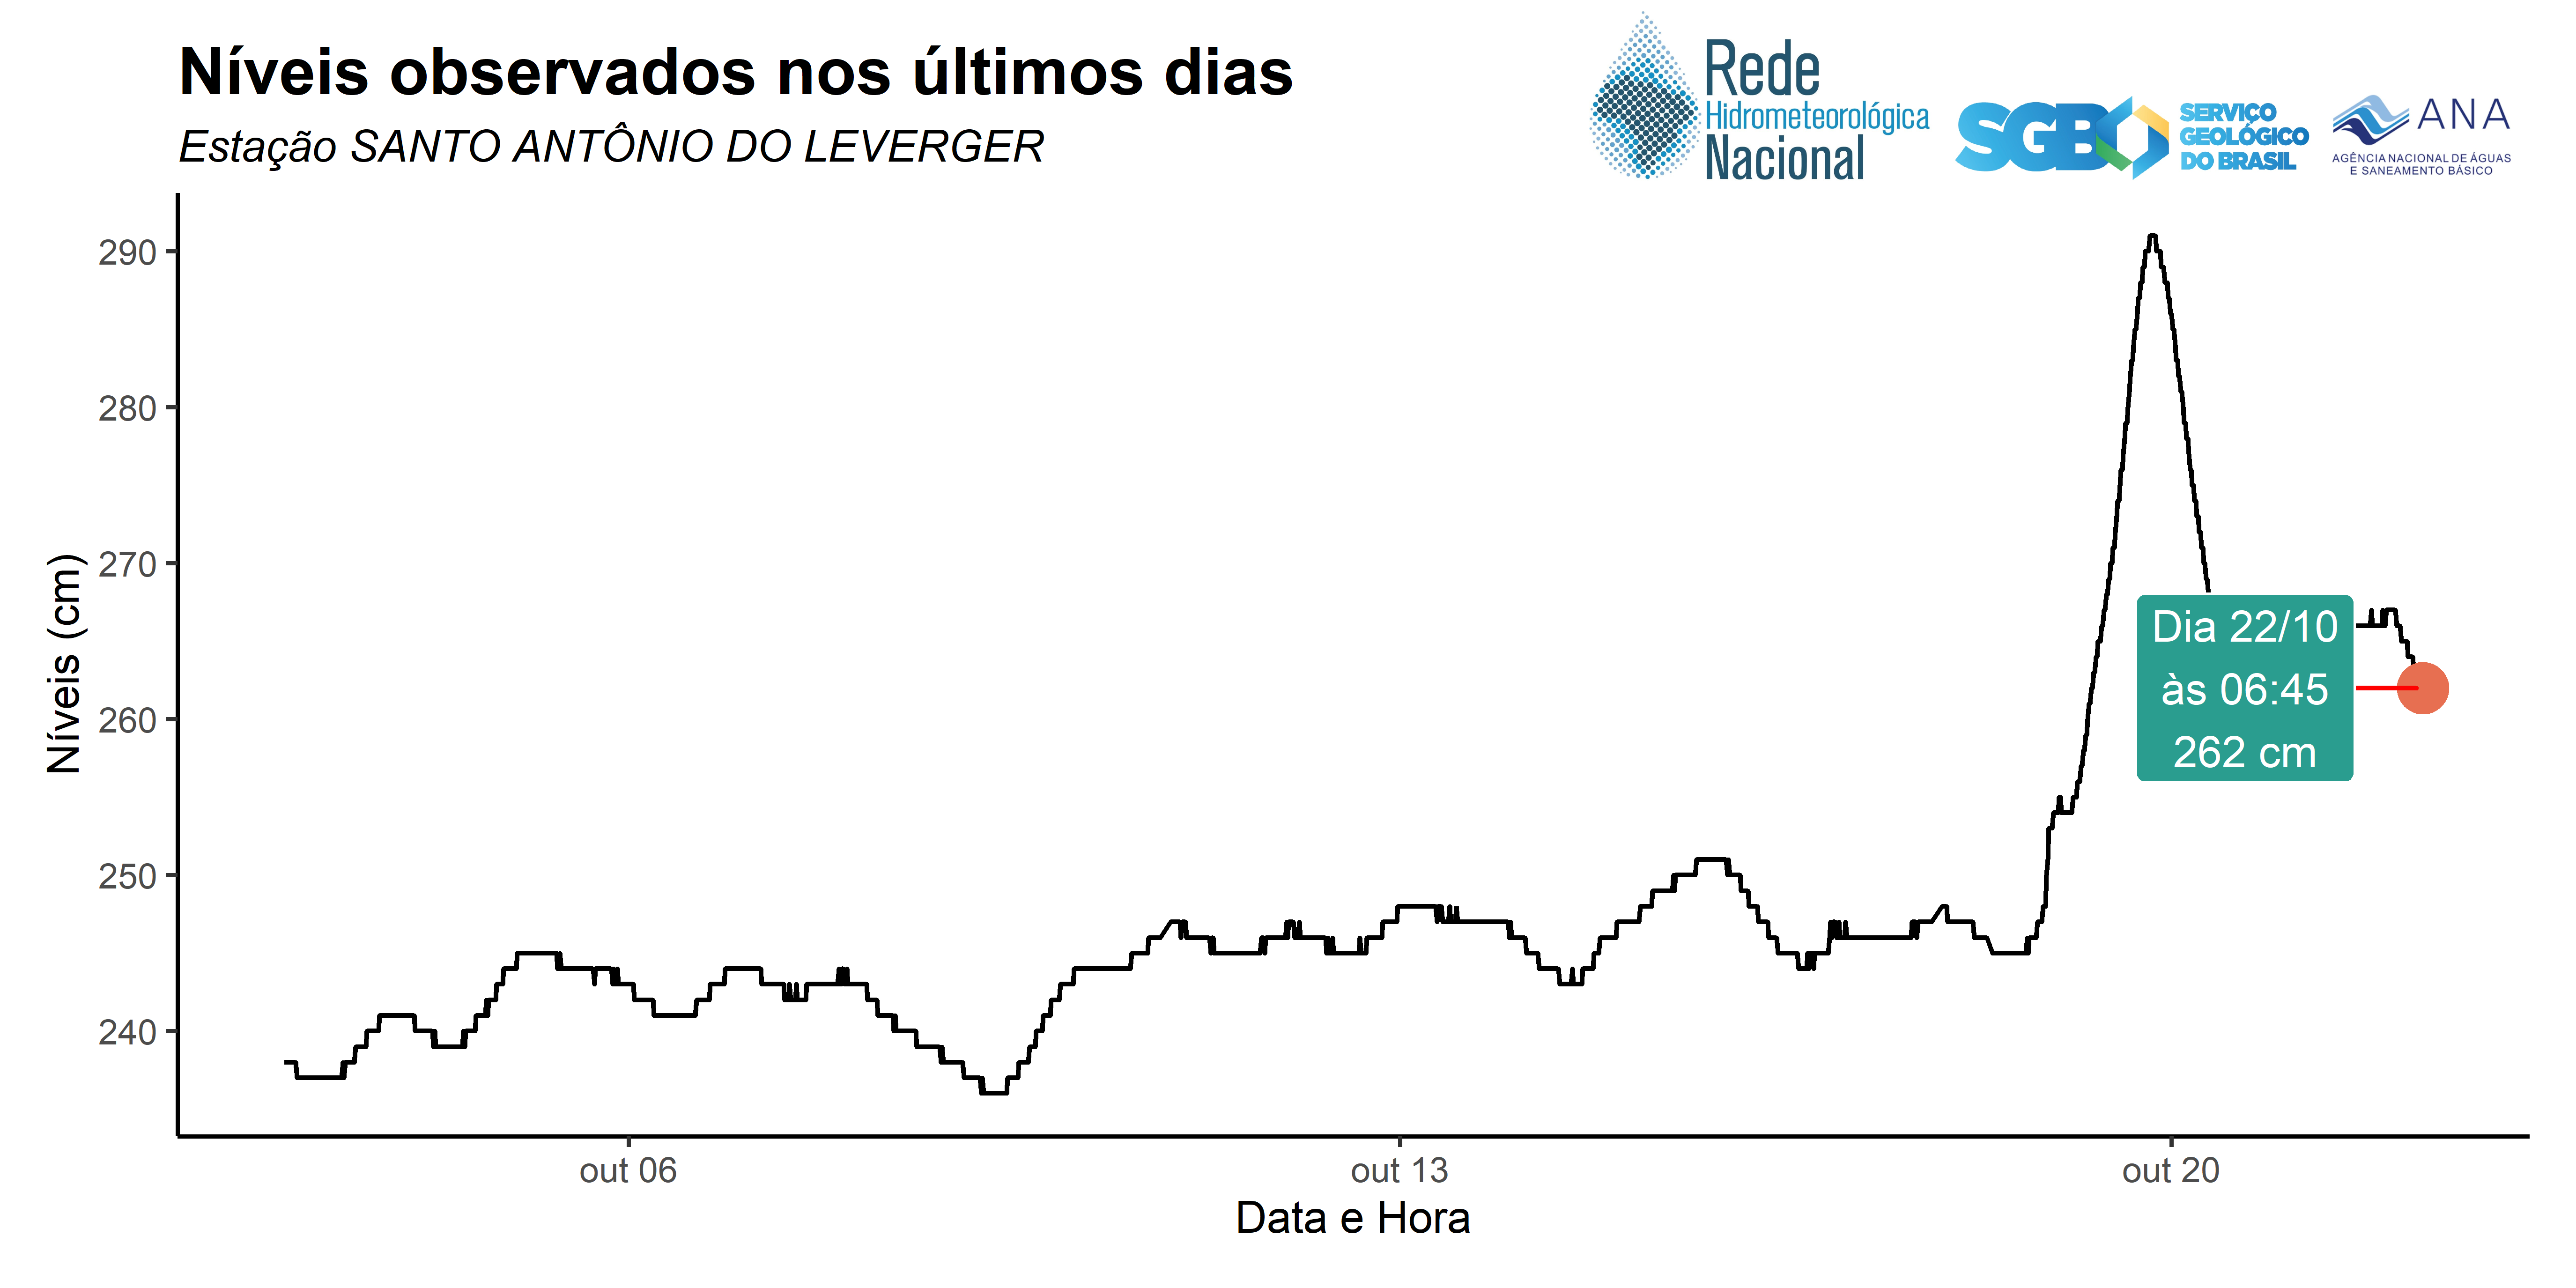 Níveis observados nos últimos dias
Estação SANTO ANTÔNIO DO LEVERGER
Rede
Hidrometeorológica
Nacional
SGB
SERVIÇO
GEOLÓGICO
DO BRASIL
ANA
AGÊNCIA NACIONAL DE ÁGUAS
E SANEAMENTO BÁSICO
Níveis (cm)
290
280
270
260
250
240
Dia 22/10
às 06:45
262 cm
out 06
out 13
out 20
Data e Hora